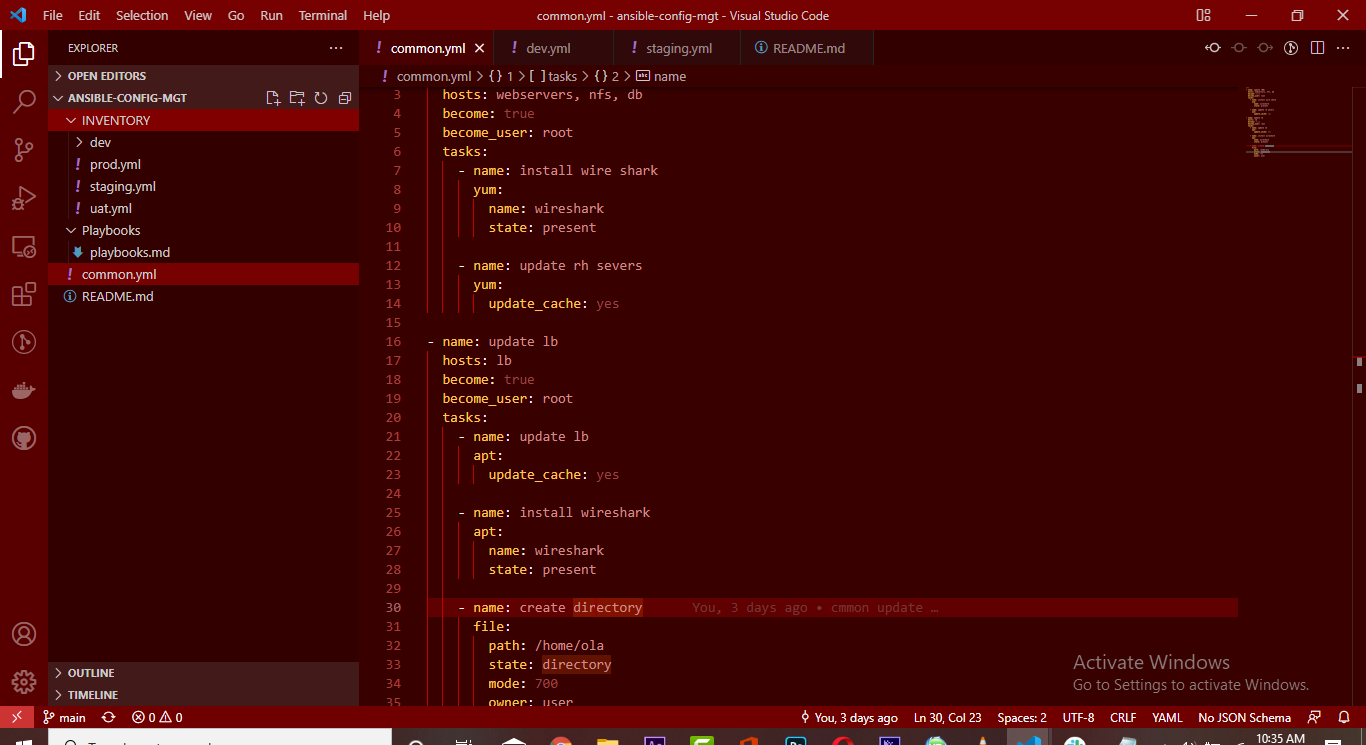 File Edit Selection View Go Run Terminal Help common.yml - ansible-config-mgt - Visual Studio Code
EXPLORER
OPEN EDITORS
ANSIBLE-CONFIG-MGT
INVENTORY
dev
! prod.yml
! staging.yml
! uat.yml
Playbooks
playbooks.md
! common.yml
README.md
OUTLINE
TIMELINE
! common.yml ! dev.yml ! staging.yml README.md
! common.yml > {} 1 > [ ] tasks > {} 2 > abc name
3 hosts: webservers, nfs, db
4 become: true
5 become_user: root
6 tasks:
7 - name: install wire shark
8 yum:
9 name: wireshark
10 state: present
11
12 - name: update rh severs
13 yum:
14 update_cache: yes
15
16 - name: update lb
17 hosts: lb
18 become: true
19 become_user: root
20 tasks:
21 - name: update lb
22 apt:
23 update_cache: yes
24
25 - name: install wireshark
26 apt:
27 name: wireshark
28 state: present
29
30 - name: create directory You, 3 days ago • cmmon update …
31 file:
32 path: /home/ola
33 state: directory
34 mode: 700
35 owner: user
Activate Windows
Go to Settings to activate Windows.
main 0 0 You, 3 days ago Ln 30, Col 23 Spaces: 2 UTF-8 CRLF YAML No JSON Schema
10:35 AM